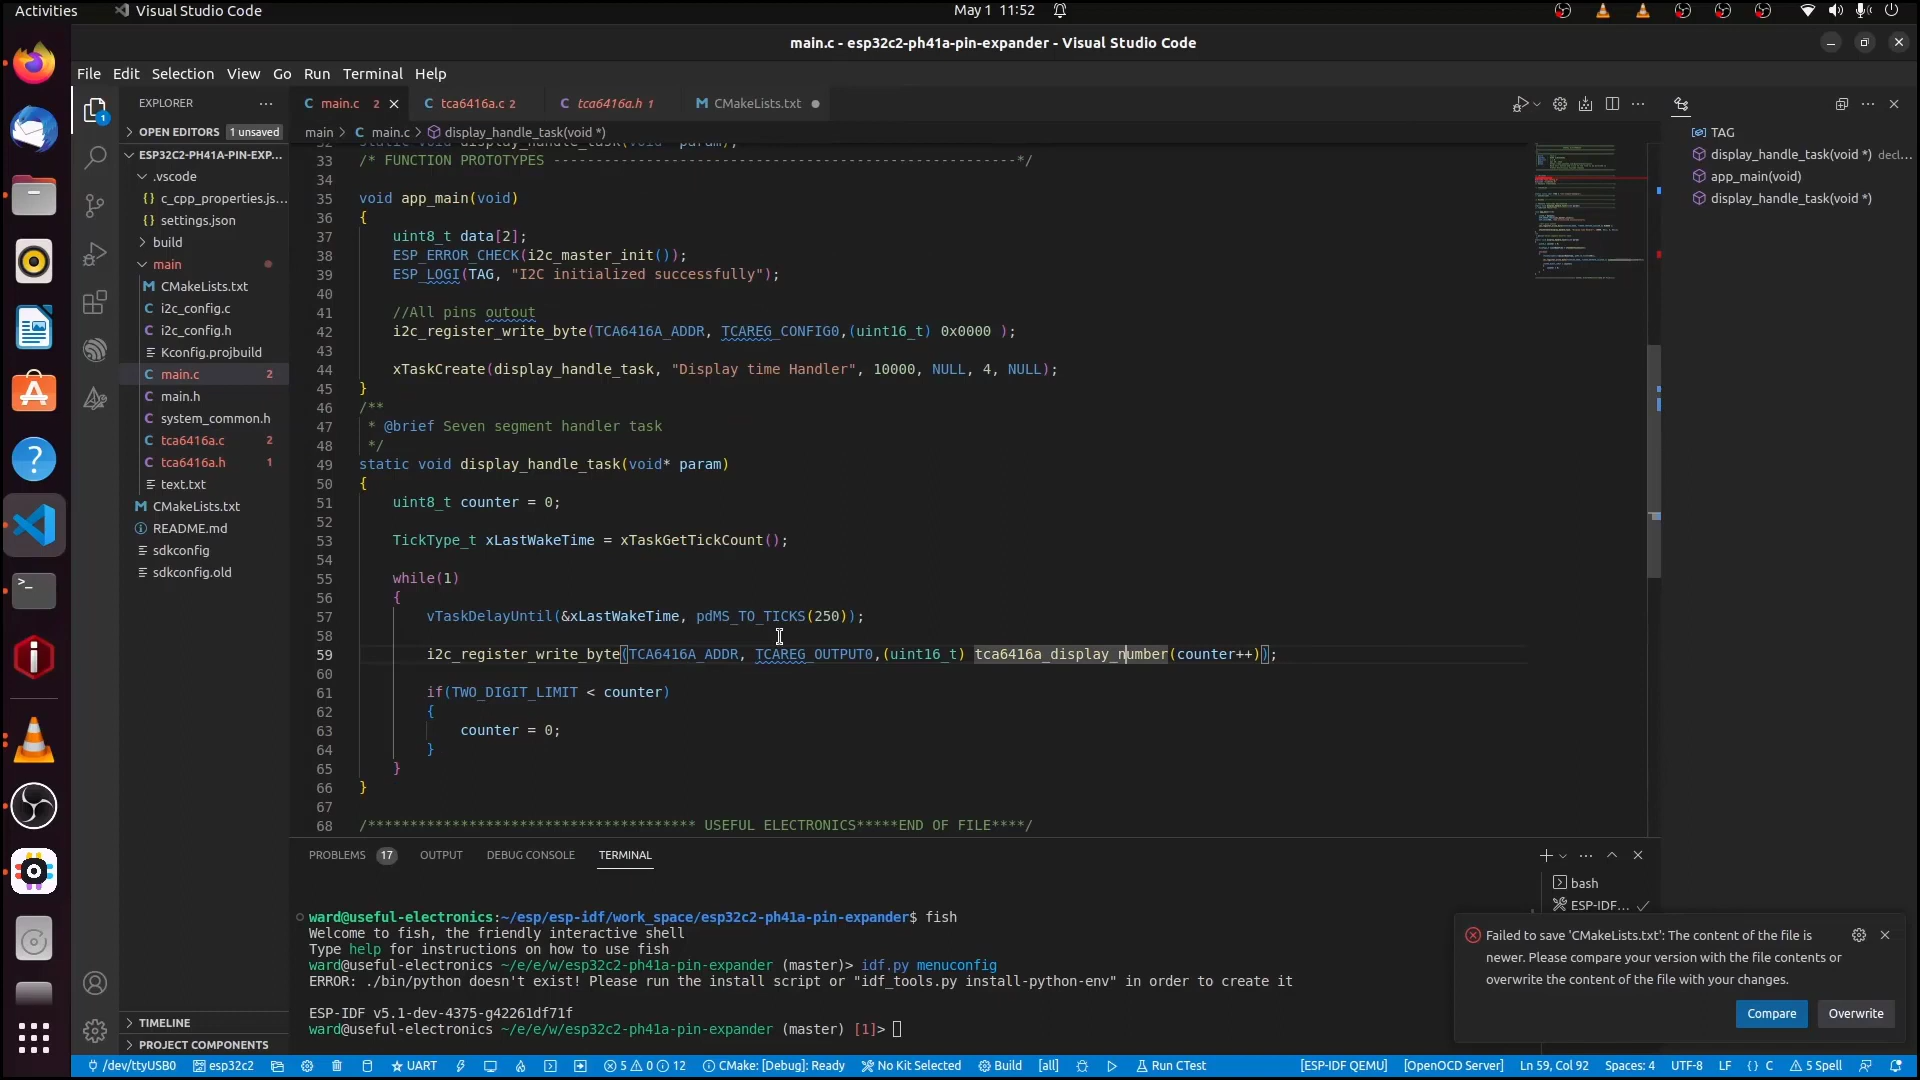 Activities
Visual Studio Code
May 1 11:52
main.c - esp32c2-ph41a-pin-expander - Visual Studio Code
File Edit Selection View Go Run Terminal Help
EXPLORER
OPEN EDITORS 1 unsaved
ESP32C2-PH41A-PIN-EXP...
.vscode
{} c_cpp_properties.js...
{} settings.json
build
main
M CMakeLists.txt
C i2c_config.c
C i2c_config.h
Kconfig.projbuild
C main.c 2
C main.h
C system_common.h
C tca6416a.c 2
C tca6416a.h 1
text.txt
M CMakeLists.txt
README.md
sdkconfig
sdkconfig.old
TIMELINE
PROJECT COMPONENTS
C main.c 2
C tca6416a.c 2
C tca6416a.h 1
M CMakeLists.txt
main > C main.c > display_handle_task(void *)
33 /* FUNCTION PROTOTYPES -------------------------------------------------------*/
34
35 void app_main(void)
36 {
37 uint8_t data[2];
38 ESP_ERROR_CHECK(i2c_master_init());
39 ESP_LOGI(TAG, "I2C initialized successfully");
40
41 //All pins outout
42 i2c_register_write_byte(TCA6416A_ADDR, TCAREG_CONFIG0,(uint16_t) 0x0000 );
43
44 xTaskCreate(display_handle_task, "Display time Handler", 10000, NULL, 4, NULL);
45 }
46 /**
47 * @brief Seven segment handler task
48 */
49 static void display_handle_task(void* param)
50 {
51 uint8_t counter = 0;
52
53 TickType_t xLastWakeTime = xTaskGetTickCount();
54
55 while(1)
56 {
57 vTaskDelayUntil(&xLastWakeTime, pdMS_TO_TICKS(250));
58
59 i2c_register_write_byte(TCA6416A_ADDR, TCAREG_OUTPUT0,(uint16_t) tca6416a_display_number(counter++));
60
61 if(TWO_DIGIT_LIMIT < counter)
62 {
63 counter = 0;
64 }
65 }
66 }
67
68 /**************************************** USEFUL ELECTRONICS*****END OF FILE****/
TAG
display_handle_task(void *) decl...
app_main(void)
display_handle_task(void *)
PROBLEMS 17 OUTPUT DEBUG CONSOLE TERMINAL
bash
ESP-IDF...
ward@useful-electronics:~/esp/esp-idf/work_space/esp32c2-ph41a-pin-expander$ fish
Welcome to fish, the friendly interactive shell
Type help for instructions on how to use fish
ward@useful-electronics ~/e/e/w/esp32c2-ph41a-pin-expander (master)> idf.py menuconfig
ERROR: ./bin/python doesn't exist! Please run the install script or "idf_tools.py install-python-env" in order to create it

ESP-IDF v5.1-dev-4375-g42261df71f
ward@useful-electronics ~/e/e/w/esp32c2-ph41a-pin-expander (master) [1]>
Failed to save 'CMakeLists.txt': The content of the file is
newer. Please compare your version with the file contents or
overwrite the content of the file with your changes.
Compare Overwrite
/dev/ttyUSB0 esp32c2 UART 5 0 12 CMake: [Debug]: Ready No Kit Selected Build [all] Run CTest [ESP-IDF QEMU] [OpenOCD Server] Ln 59, Col 92 Spaces: 4 UTF-8 LF {} C 5 Spell